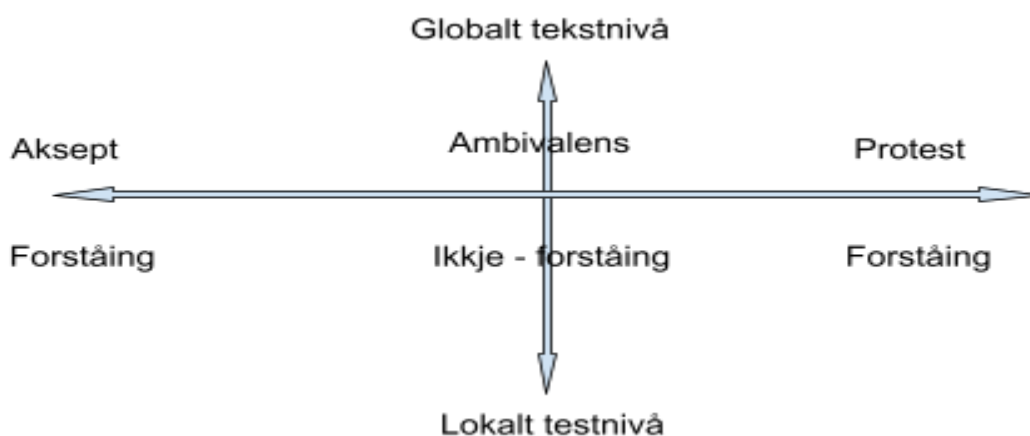 Globalt tekstnivå
Aksept Ambivalens Protest
Forståing Ikkje - forståing Forståing
Lokalt testnivå